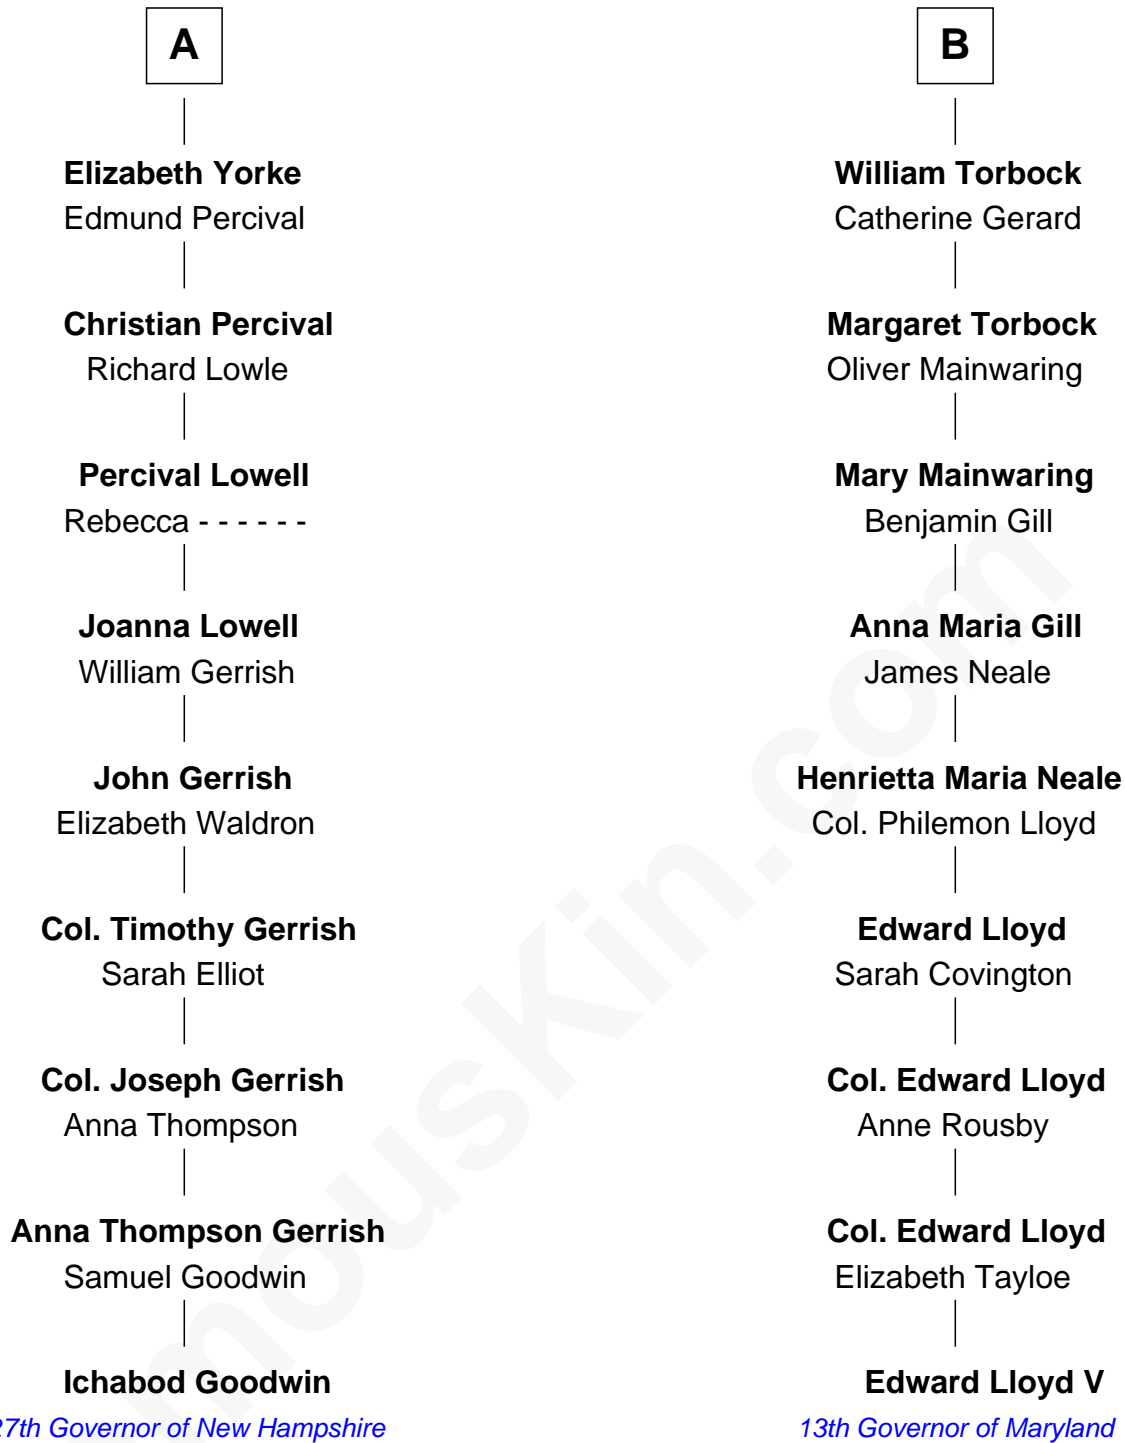 A
Elizabeth Yorke
Edmund Percival
Christian Percival
Richard Lowle
Percival Lowell
Rebecca - - - - - -
Joanna Lowell
William Gerrish
John Gerrish
Elizabeth Waldron
Col. Timothy Gerrish
Sarah Elliot
Col. Joseph Gerrish
Anna Thompson
Anna Thompson Gerrish
Samuel Goodwin
Ichabod Goodwin
27th Governor of New Hampshire
B
William Torbock
Catherine Gerard
Margaret Torbock
Oliver Mainwaring
Mary Mainwaring
Benjamin Gill
Anna Maria Gill
James Neale
Henrietta Maria Neale
Col. Philemon Lloyd
Edward Lloyd
Sarah Covington
Col. Edward Lloyd
Anne Rousby
Col. Edward Lloyd
Elizabeth Tayloe
Edward Lloyd V
13th Governor of Maryland
mousKin.com